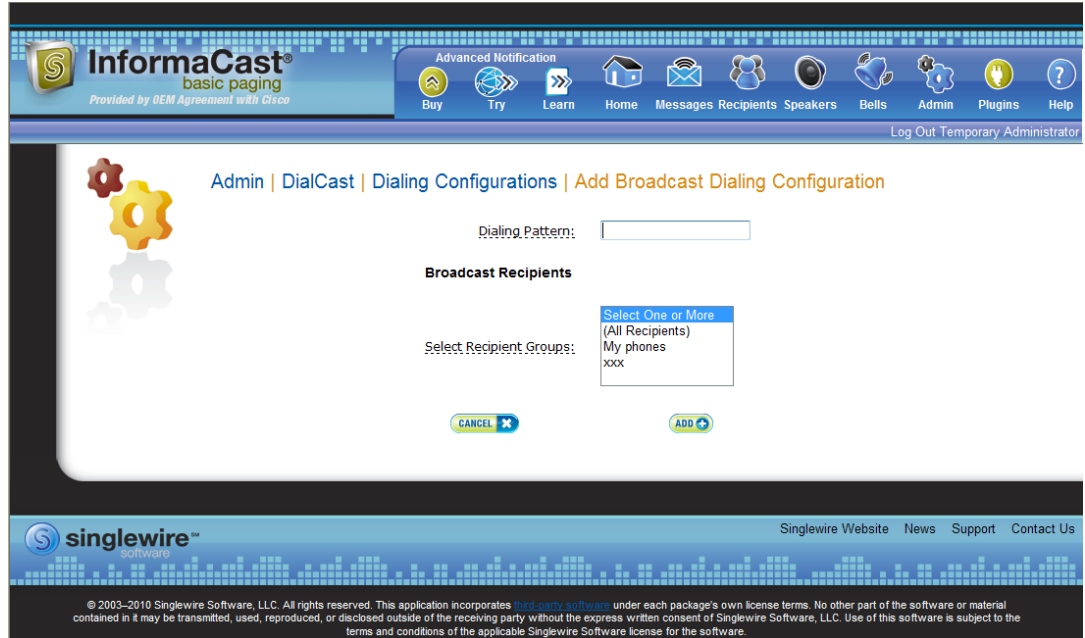 InformaCast®
basic paging
Provided by OEM Agreement with Cisco
Advanced Notification
Buy Try Learn Home Messages Recipients Speakers Bells Admin Plugins Help
Log Out Temporary Administrator
Admin | DialCast | Dialing Configurations | Add Broadcast Dialing Configuration
Dialing Pattern:
Broadcast Recipients
Select Recipient Groups:
Select One or More
(All Recipients)
My phones
xxx
CANCEL
ADD
singlewire℠
software
Singlewire Website News Support Contact Us
© 2003–2010 Singlewire Software, LLC. All rights reserved. This application incorporates third-party software under each package's own license terms. No other part of the software or material
contained in it may be transmitted, used, reproduced, or disclosed outside of the receiving party without the express written consent of Singlewire Software, LLC. Use of this software is subject to the
terms and conditions of the applicable Singlewire Software license for the software.